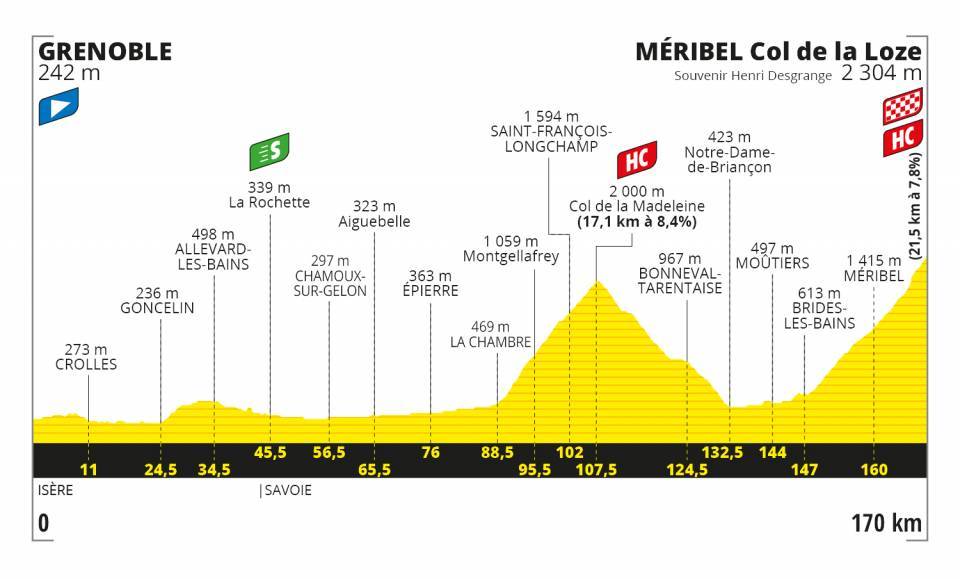 GRENOBLE
242 m
MÉRIBEL Col de la Loze
Souvenir Henri Desgrange 2 304 m
S
HC
HC
(21,5 km à 7,8%)
273 m
CROLLES
236 m
GONCELIN
498 m
ALLEVARD-
LES-BAINS
339 m
La Rochette
297 m
CHAMOUX-
SUR-GELON
323 m
Aiguebelle
363 m
ÉPIERRE
469 m
LA CHAMBRE
1 059 m
Montgellafrey
1 594 m
SAINT-FRANÇOIS-
LONGCHAMP
2 000 m
Col de la Madeleine
(17,1 km à 8,4%)
967 m
BONNEVAL-
TARENTAISE
423 m
Notre-Dame-
de-Briançon
497 m
MOÛTIERS
613 m
BRIDES-
LES-BAINS
1 415 m
MÉRIBEL
45,5 56,5 76 88,5 102 132,5 144
11 24,5 34,5 65,5 95,5 107,5 124,5 147 160
ISÈRE |SAVOIE
0 170 km